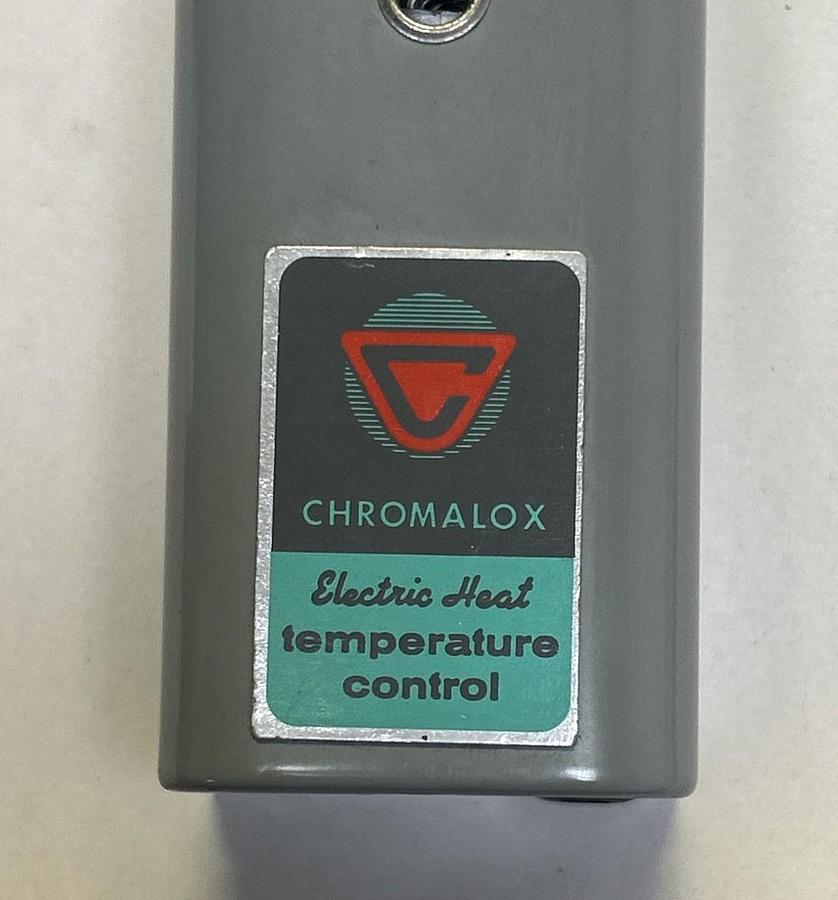 CHROMALOX
Electric Heat
temperature
control